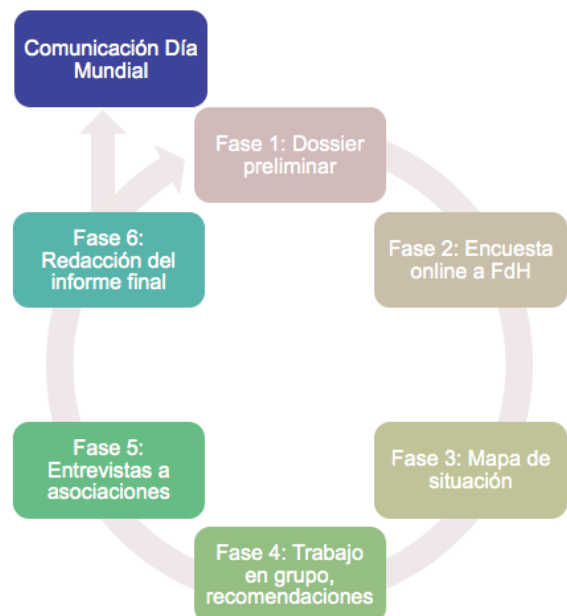 Comunicación Día
Mundial
Fase 1: Dossier
preliminar
Fase 2: Encuesta
online a FdH
Fase 3: Mapa de
situación
Fase 4: Trabajo
en grupo,
recomendaciones
Fase 5:
Entrevistas a
asociaciones
Fase 6:
Redacción del
informe final